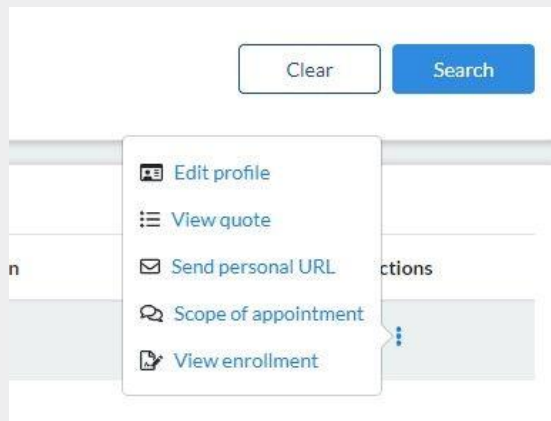 Clear
Search
Edit profile
View quote
n
Send personal URL
ctions
Scope of appointment
View enrollment